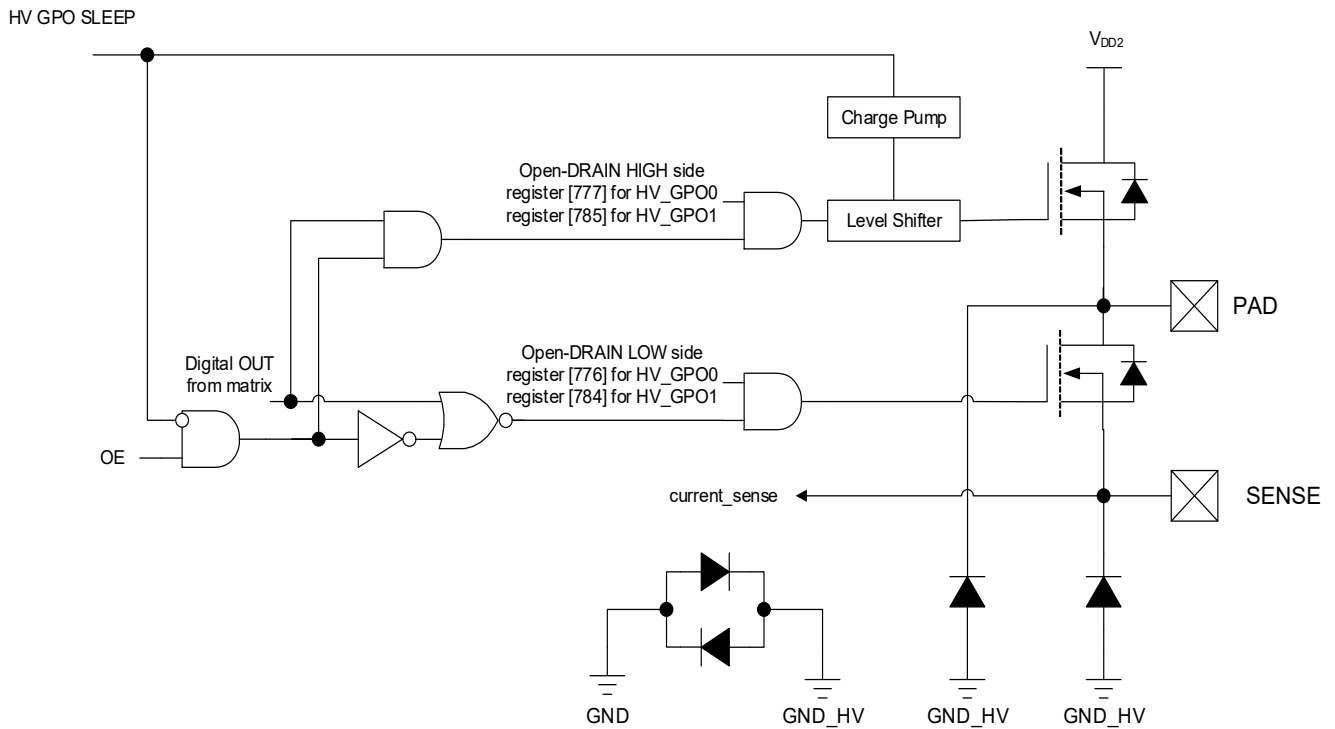 HV GPO SLEEP
VDD2
Charge Pump
Open-DRAIN HIGH side
register [777] for HV_GPO0
register [785] for HV_GPO1
Level Shifter
PAD
Digital OUT
from matrix
Open-DRAIN LOW side
register [776] for HV_GPO0
register [784] for HV_GPO1
OE
current_sense
SENSE
GND
GND_HV
GND_HV
GND_HV